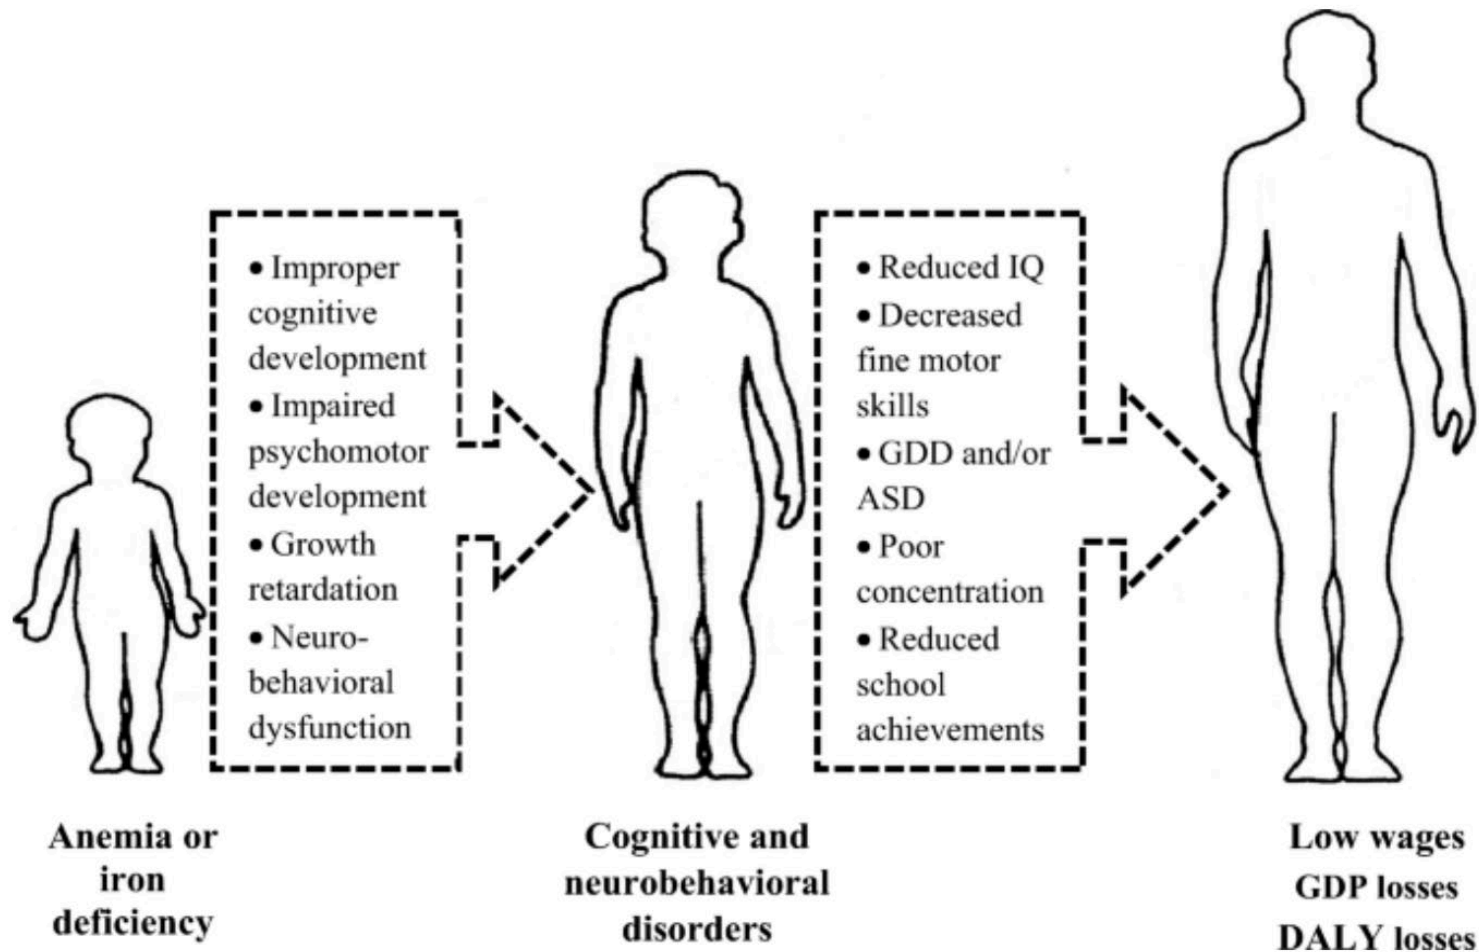 • Improper
cognitive
development
• Impaired
psychomotor
development
• Growth
retardation
• Neuro-
behavioral
dysfunction
• Reduced IQ
• Decreased
fine motor
skills
• GDD and/or
ASD
• Poor
concentration
• Reduced
school
achievements
Anemia or
iron
deficiency
Cognitive and
neurobehavioral
disorders
Low wages
GDP losses
DALY losses